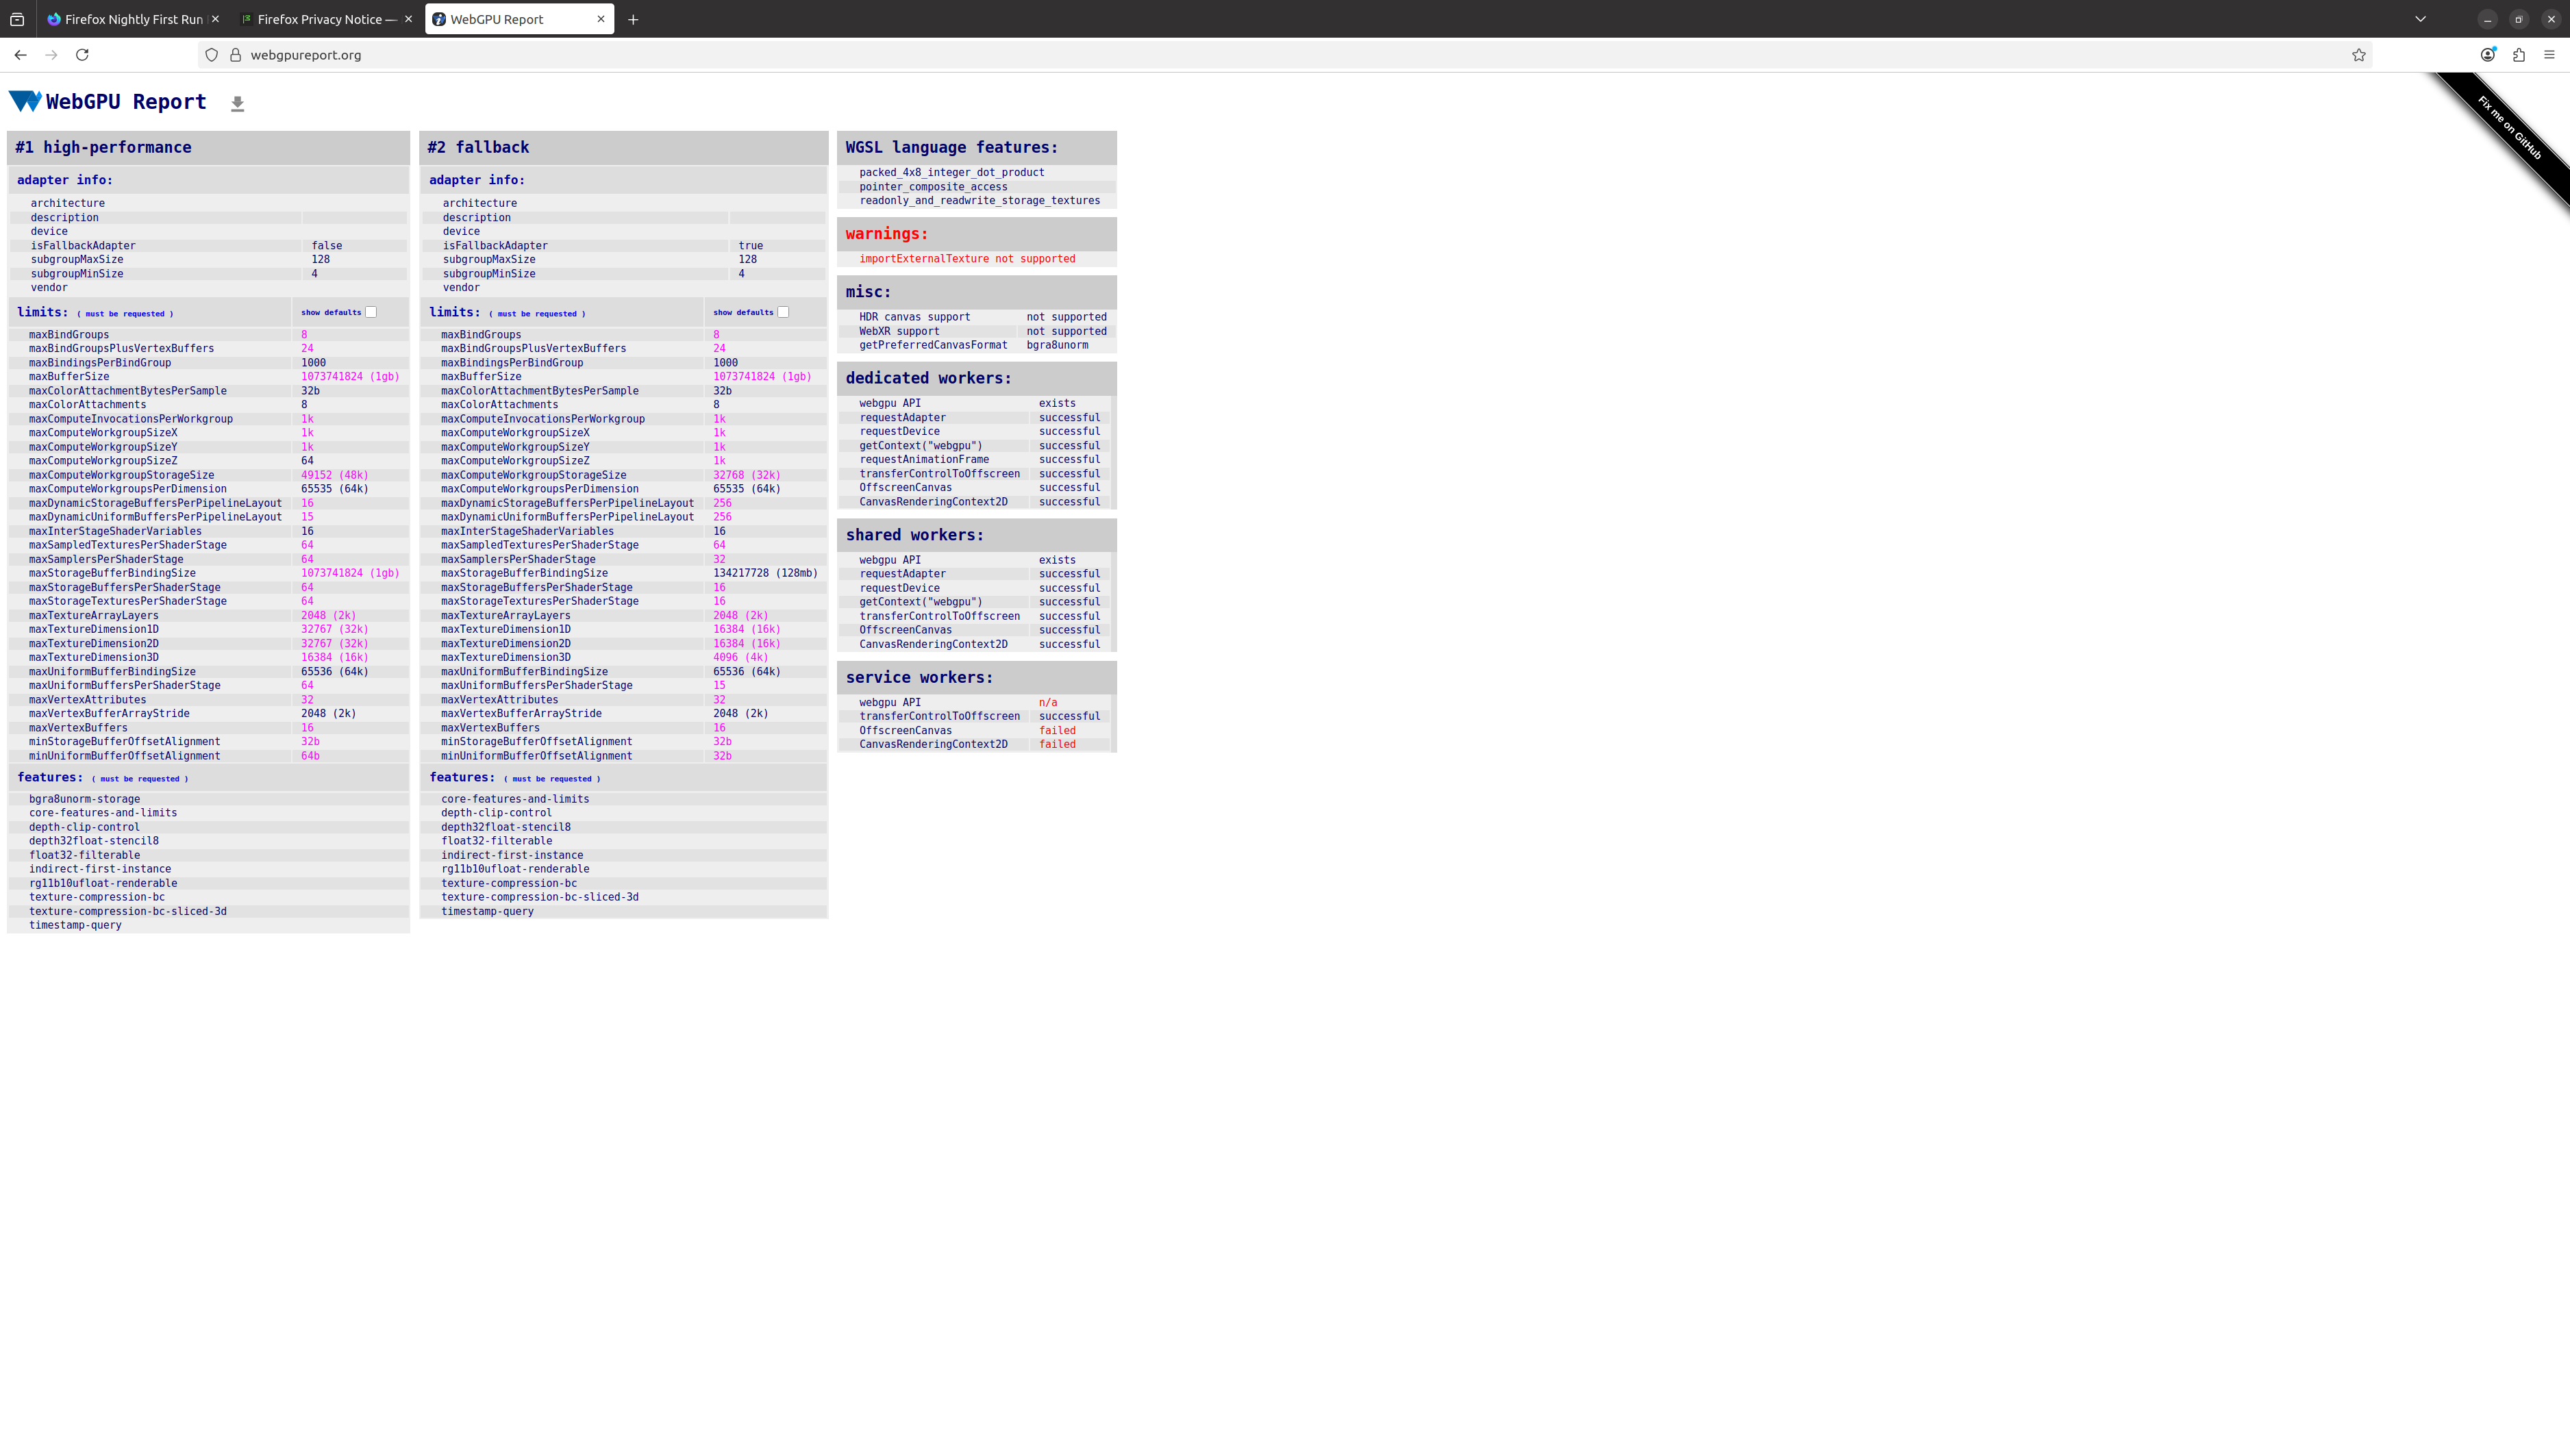 Firefox Nightly First Run
Firefox Privacy Notice —
WebGPU Report
webgpureport.org
Fix me on GitHub
WebGPU Report
#1 high-performance
adapter info:
architecture
description
device
isFallbackAdapter false
subgroupMaxSize 128
subgroupMinSize 4
vendor
limits: ( must be requested ) show defaults
maxBindGroups 8
maxBindGroupsPlusVertexBuffers 24
maxBindingsPerBindGroup 1000
maxBufferSize 1073741824 (1gb)
maxColorAttachmentBytesPerSample 32b
maxColorAttachments 8
maxComputeInvocationsPerWorkgroup 1k
maxComputeWorkgroupSizeX 1k
maxComputeWorkgroupSizeY 1k
maxComputeWorkgroupSizeZ 64
maxComputeWorkgroupStorageSize 49152 (48k)
maxComputeWorkgroupsPerDimension 65535 (64k)
maxDynamicStorageBuffersPerPipelineLayout 16
maxDynamicUniformBuffersPerPipelineLayout 15
maxInterStageShaderVariables 16
maxSampledTexturesPerShaderStage 64
maxSamplersPerShaderStage 64
maxStorageBufferBindingSize 1073741824 (1gb)
maxStorageBuffersPerShaderStage 64
maxStorageTexturesPerShaderStage 64
maxTextureArrayLayers 2048 (2k)
maxTextureDimension1D 32767 (32k)
maxTextureDimension2D 32767 (32k)
maxTextureDimension3D 16384 (16k)
maxUniformBufferBindingSize 65536 (64k)
maxUniformBuffersPerShaderStage 64
maxVertexAttributes 32
maxVertexBufferArrayStride 2048 (2k)
maxVertexBuffers 16
minStorageBufferOffsetAlignment 32b
minUniformBufferOffsetAlignment 64b
features: ( must be requested )
bgra8unorm-storage
core-features-and-limits
depth-clip-control
depth32float-stencil8
float32-filterable
indirect-first-instance
rg11b10ufloat-renderable
texture-compression-bc
texture-compression-bc-sliced-3d
timestamp-query
#2 fallback
adapter info:
architecture
description
device
isFallbackAdapter true
subgroupMaxSize 128
subgroupMinSize 4
vendor
limits: ( must be requested ) show defaults
maxBindGroups 8
maxBindGroupsPlusVertexBuffers 24
maxBindingsPerBindGroup 1000
maxBufferSize 1073741824 (1gb)
maxColorAttachmentBytesPerSample 32b
maxColorAttachments 8
maxComputeInvocationsPerWorkgroup 1k
maxComputeWorkgroupSizeX 1k
maxComputeWorkgroupSizeY 1k
maxComputeWorkgroupSizeZ 1k
maxComputeWorkgroupStorageSize 32768 (32k)
maxComputeWorkgroupsPerDimension 65535 (64k)
maxDynamicStorageBuffersPerPipelineLayout 256
maxDynamicUniformBuffersPerPipelineLayout 256
maxInterStageShaderVariables 16
maxSampledTexturesPerShaderStage 64
maxSamplersPerShaderStage 32
maxStorageBufferBindingSize 134217728 (128mb)
maxStorageBuffersPerShaderStage 16
maxStorageTexturesPerShaderStage 16
maxTextureArrayLayers 2048 (2k)
maxTextureDimension1D 16384 (16k)
maxTextureDimension2D 16384 (16k)
maxTextureDimension3D 4096 (4k)
maxUniformBufferBindingSize 65536 (64k)
maxUniformBuffersPerShaderStage 15
maxVertexAttributes 32
maxVertexBufferArrayStride 2048 (2k)
maxVertexBuffers 16
minStorageBufferOffsetAlignment 32b
minUniformBufferOffsetAlignment 32b
features: ( must be requested )
core-features-and-limits
depth-clip-control
depth32float-stencil8
float32-filterable
indirect-first-instance
rg11b10ufloat-renderable
texture-compression-bc
texture-compression-bc-sliced-3d
timestamp-query
WGSL language features:
packed_4x8_integer_dot_product
pointer_composite_access
readonly_and_readwrite_storage_textures
warnings:
importExternalTexture not supported
misc:
HDR canvas support not supported
WebXR support not supported
getPreferredCanvasFormat bgra8unorm
dedicated workers:
webgpu API exists
requestAdapter successful
requestDevice successful
getContext("webgpu") successful
requestAnimationFrame successful
transferControlToOffscreen successful
OffscreenCanvas successful
CanvasRenderingContext2D successful
shared workers:
webgpu API exists
requestAdapter successful
requestDevice successful
getContext("webgpu") successful
transferControlToOffscreen successful
OffscreenCanvas successful
CanvasRenderingContext2D successful
service workers:
webgpu API n/a
transferControlToOffscreen successful
OffscreenCanvas failed
CanvasRenderingContext2D failed